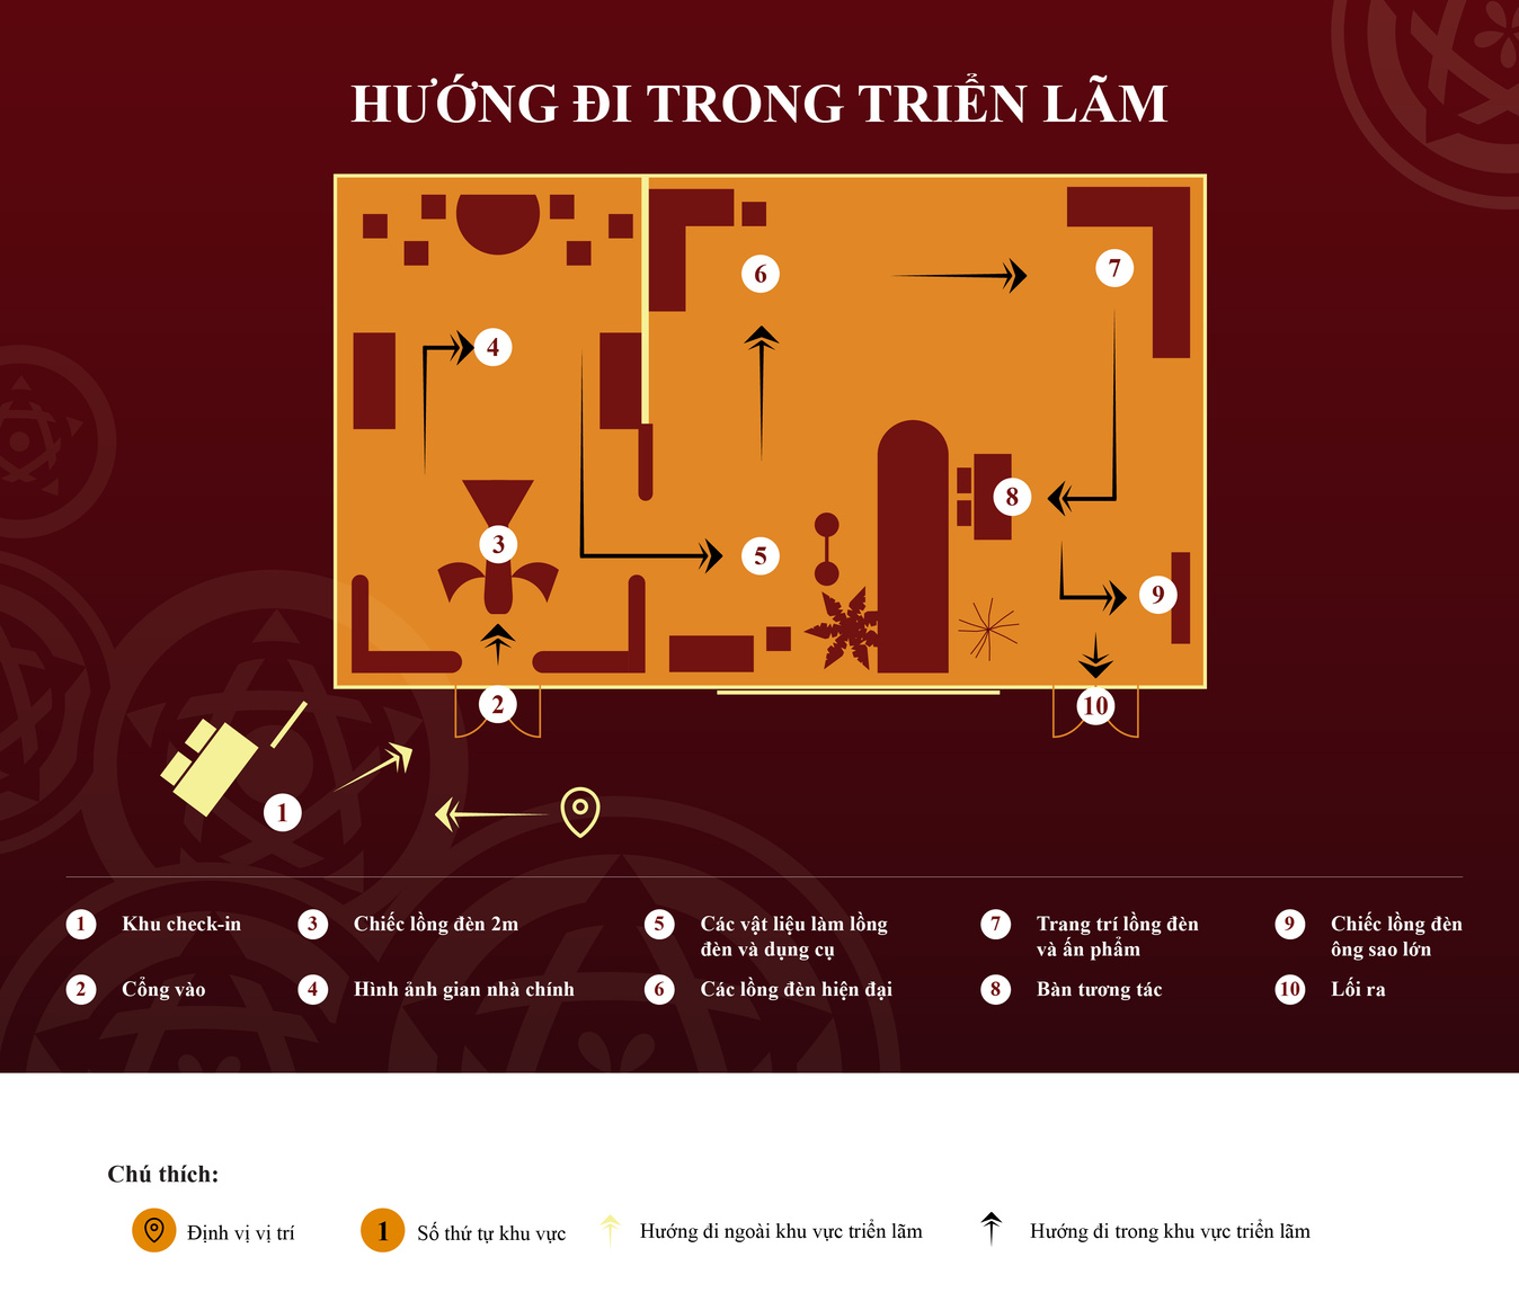 HƯỚNG ĐI TRONG TRIỂN LÃM
6
7
4
8
3
5
9
2
10
1
1 Khu check-in
3 Chiếc lồng đèn 2m
5 Các vật liệu làm lồng
đèn và dụng cụ
7 Trang trí lồng đèn
và ấn phẩm
9 Chiếc lồng đèn
ông sao lớn
2 Cổng vào
4 Hình ảnh gian nhà chính
6 Các lồng đèn hiện đại
8 Bàn tương tác
10 Lối ra
Chú thích:
Định vị vị trí
1 Số thứ tự khu vực
Hướng đi ngoài khu vực triển lãm
Hướng đi trong khu vực triển lãm